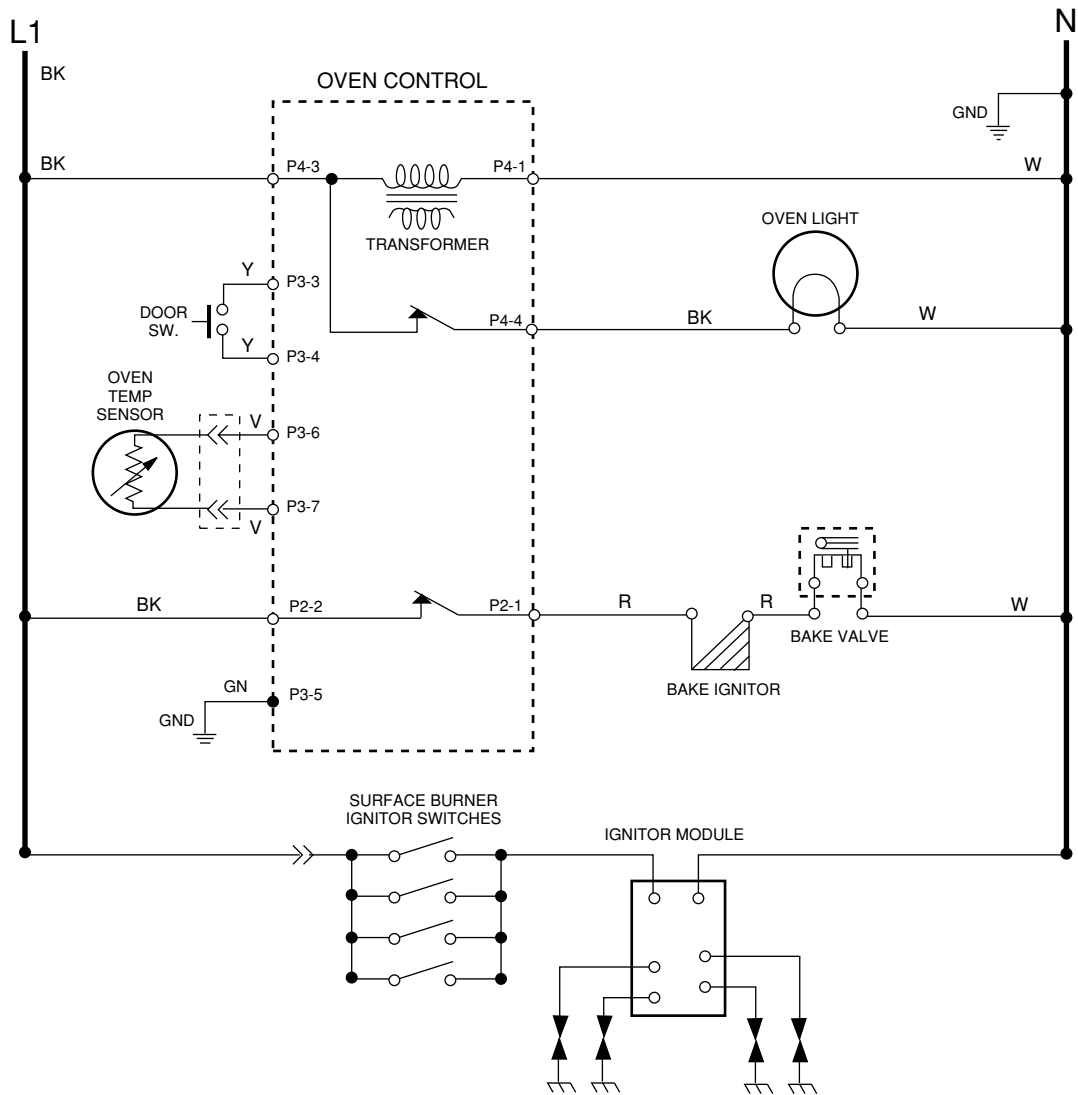 L1
N
BK
OVEN CONTROL
GND
BK
P4-3
P4-1
W
TRANSFORMER
OVEN LIGHT
Y
P3-3
DOOR
SW.
P4-4
BK
W
Y
P3-4
OVEN
TEMP
SENSOR
V
P3-6
P3-7
V
BK
P2-2
P2-1
R
R
W
BAKE VALVE
BAKE IGNITOR
GN
P3-5
GND
SURFACE BURNER
IGNITOR SWITCHES
IGNITOR MODULE